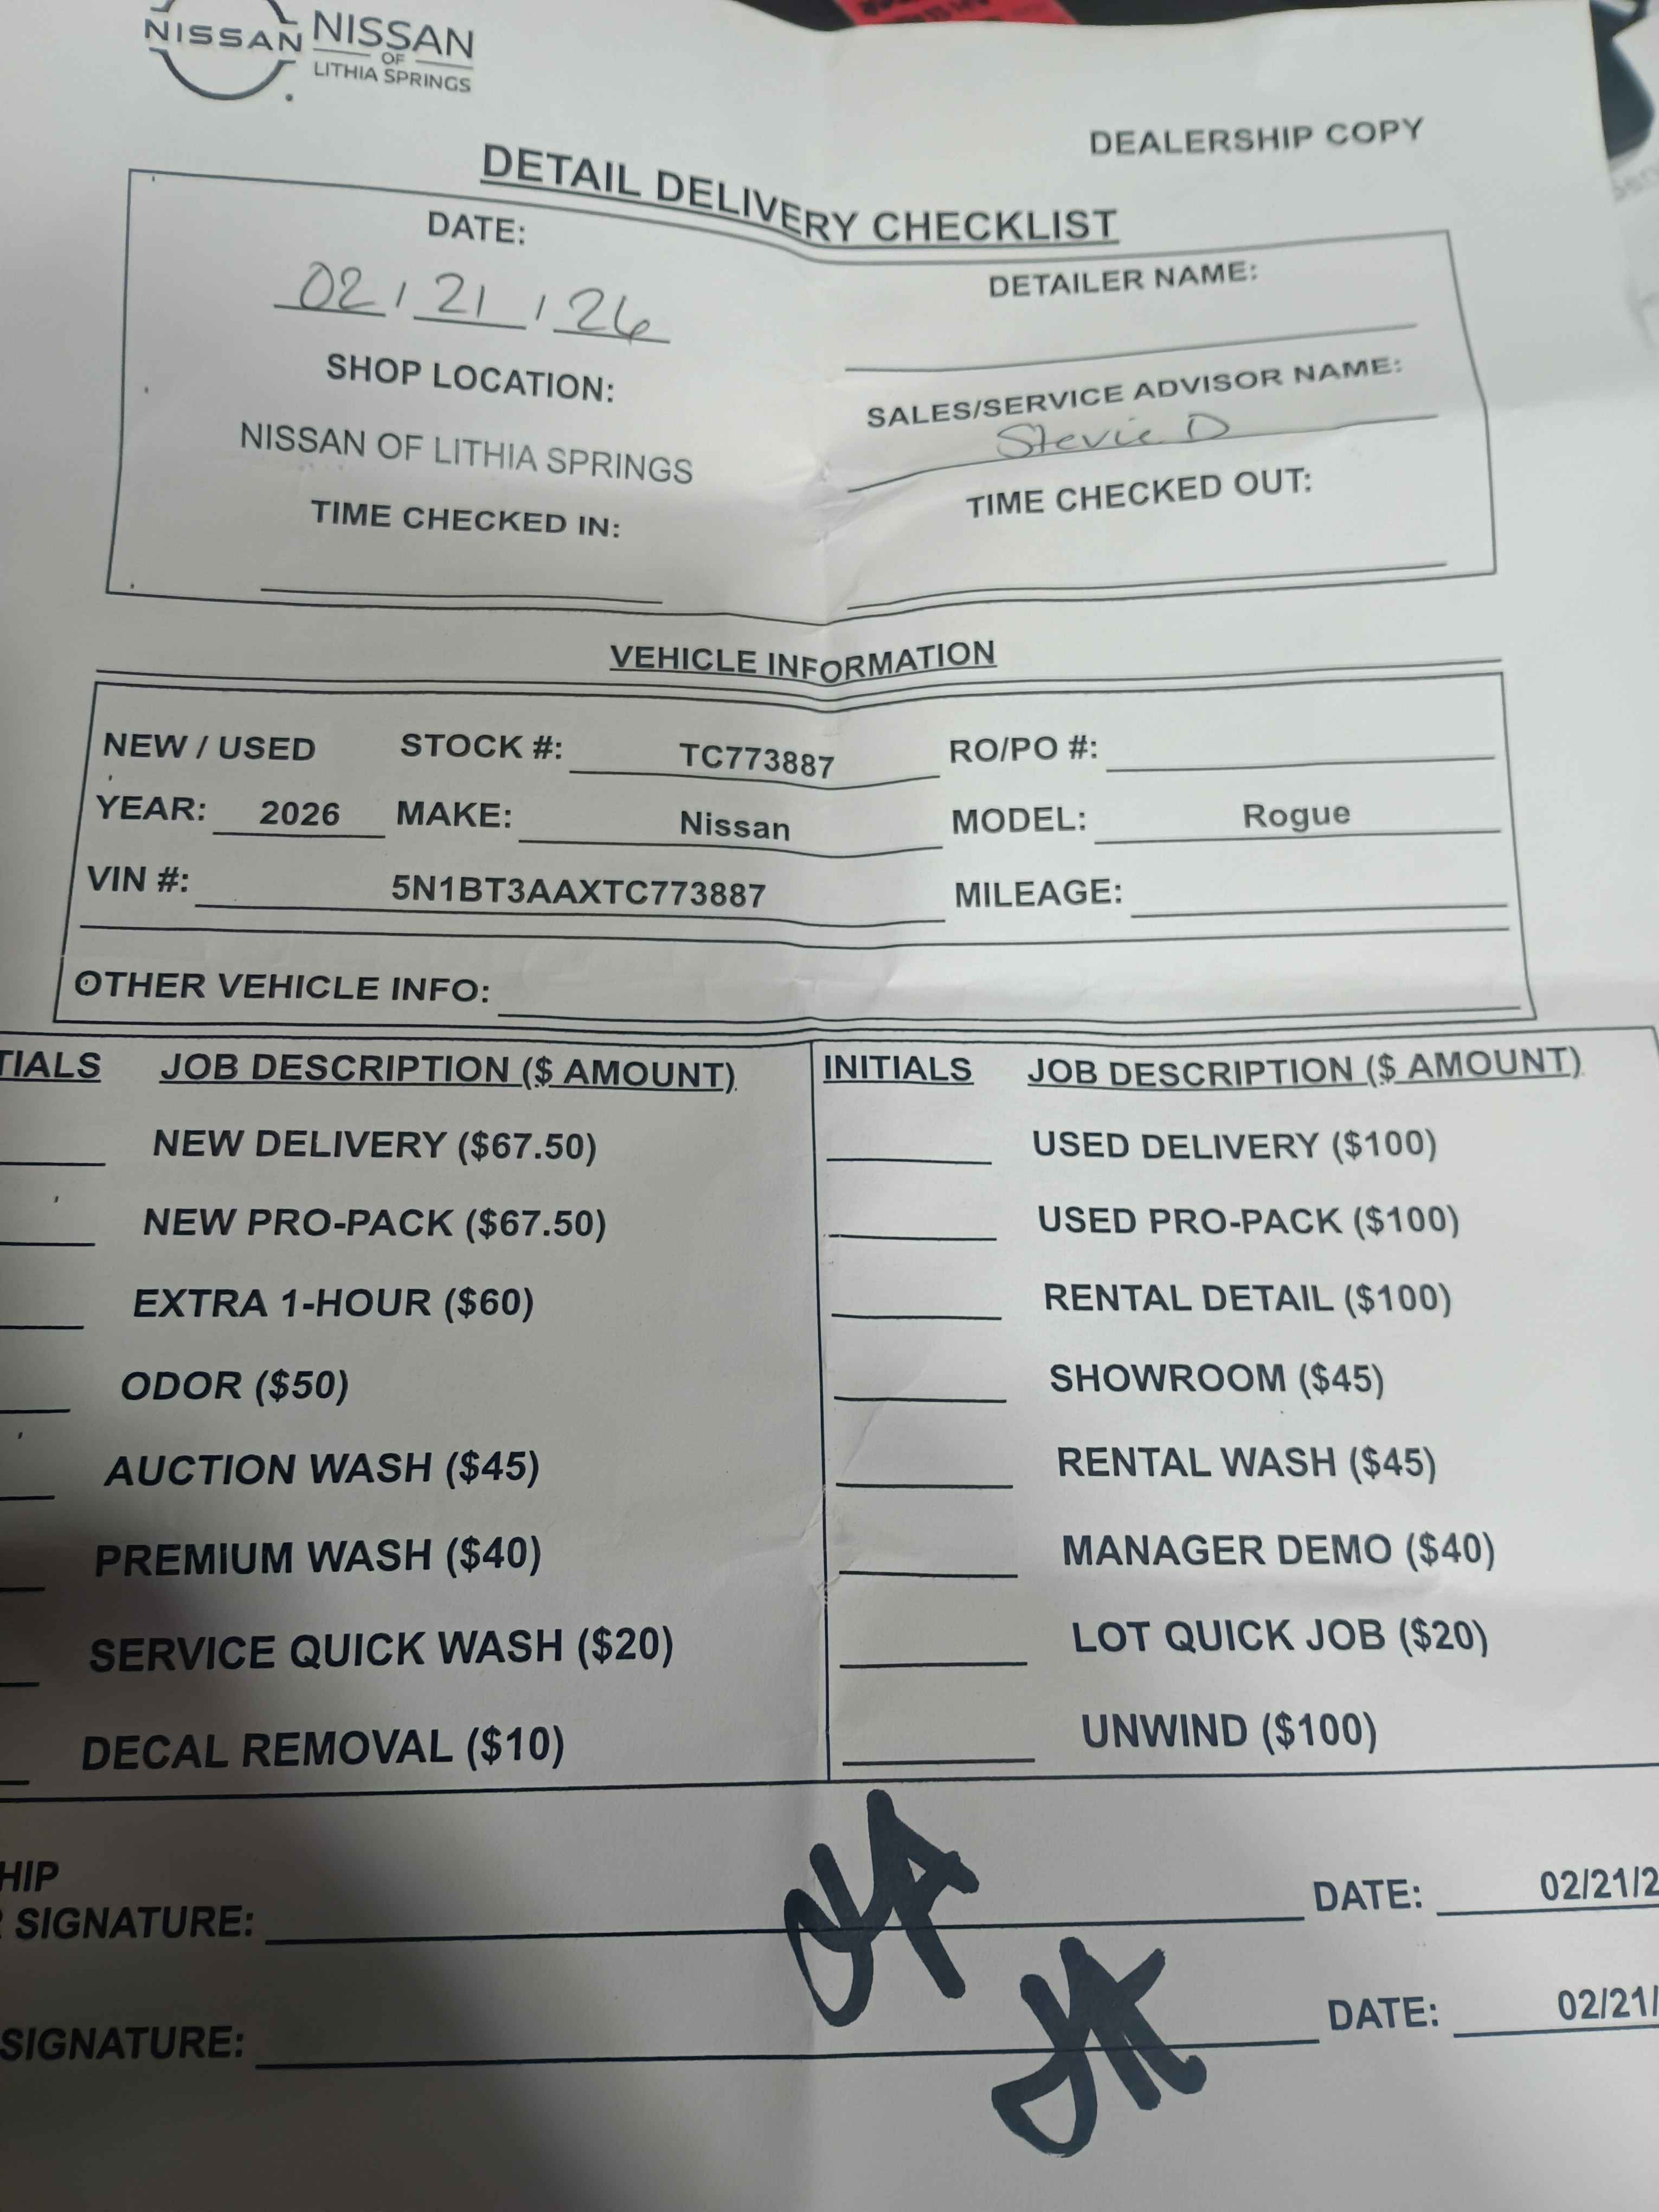 NISSAN NISSAN
OF
LITHIA SPRINGS
DEALERSHIP COPY
DETAIL DELIVERY CHECKLIST
DATE:
02 / 21 / 26
DETAILER NAME:
SHOP LOCATION:
NISSAN OF LITHIA SPRINGS
SALES/SERVICE ADVISOR NAME:
Stevie D
TIME CHECKED IN:
TIME CHECKED OUT:
VEHICLE INFORMATION
NEW / USED STOCK #: TC773887 RO/PO #:
YEAR: 2026 MAKE: Nissan MODEL: Rogue
VIN #: 5N1BT3AAXTC773887 MILEAGE:
OTHER VEHICLE INFO:
TIALS JOB DESCRIPTION ($ AMOUNT) INITIALS JOB DESCRIPTION ($ AMOUNT)
NEW DELIVERY ($67.50) USED DELIVERY ($100)
NEW PRO-PACK ($67.50) USED PRO-PACK ($100)
EXTRA 1-HOUR ($60) RENTAL DETAIL ($100)
ODOR ($50) SHOWROOM ($45)
AUCTION WASH ($45) RENTAL WASH ($45)
PREMIUM WASH ($40) MANAGER DEMO ($40)
SERVICE QUICK WASH ($20) LOT QUICK JOB ($20)
DECAL REMOVAL ($10) UNWIND ($100)
HIP
SIGNATURE: DATE: 02/21/2
SIGNATURE: DATE: 02/21/